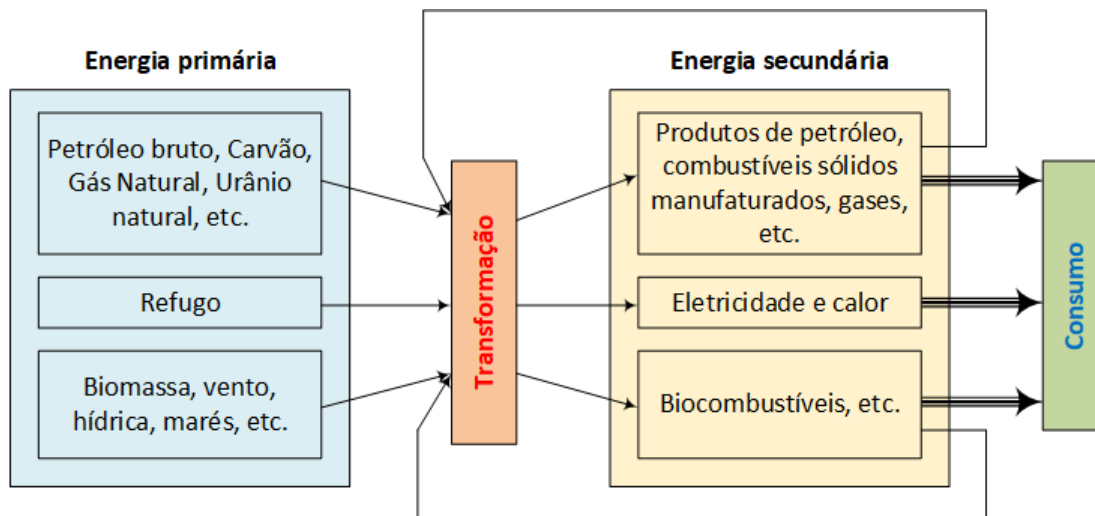 Energia primária
Petróleo bruto, Carvão,
Gás Natural, Urânio
natural, etc.
Refugo
Biomassa, vento,
hídrica, marés, etc.
Transformação
Energia secundária
Produtos de petróleo,
combustíveis sólidos
manufaturados, gases,
etc.
Eletricidade e calor
Biocombustíveis, etc.
Consumo